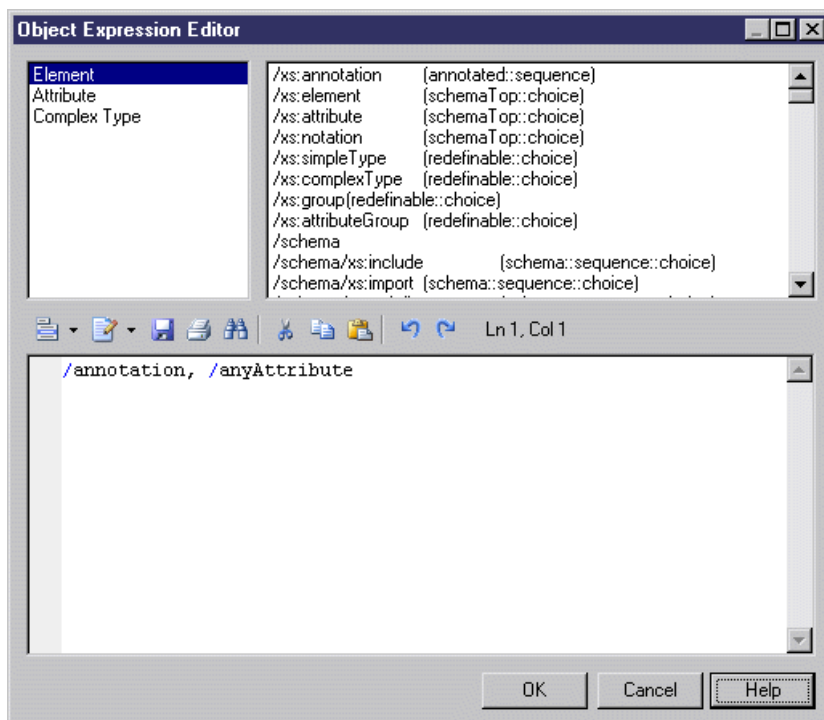 Object Expression Editor
Element
Attribute
Complex Type
/xs:annotation (annotated::sequence)
/xs:element (schemaTop::choice)
/xs:attribute (schemaTop::choice)
/xs:notation (schemaTop::choice)
/xs:simpleType (redefinable::choice)
/xs:complexType (redefinable::choice)
/xs:group(redefinable::choice)
/xs:attributeGroup (redefinable::choice)
/schema
/schema/xs:include (schema::sequence::choice)
/schema/xs:import (schema::sequence::choice)
Ln 1, Col 1
/annotation, /anyAttribute
OK Cancel Help